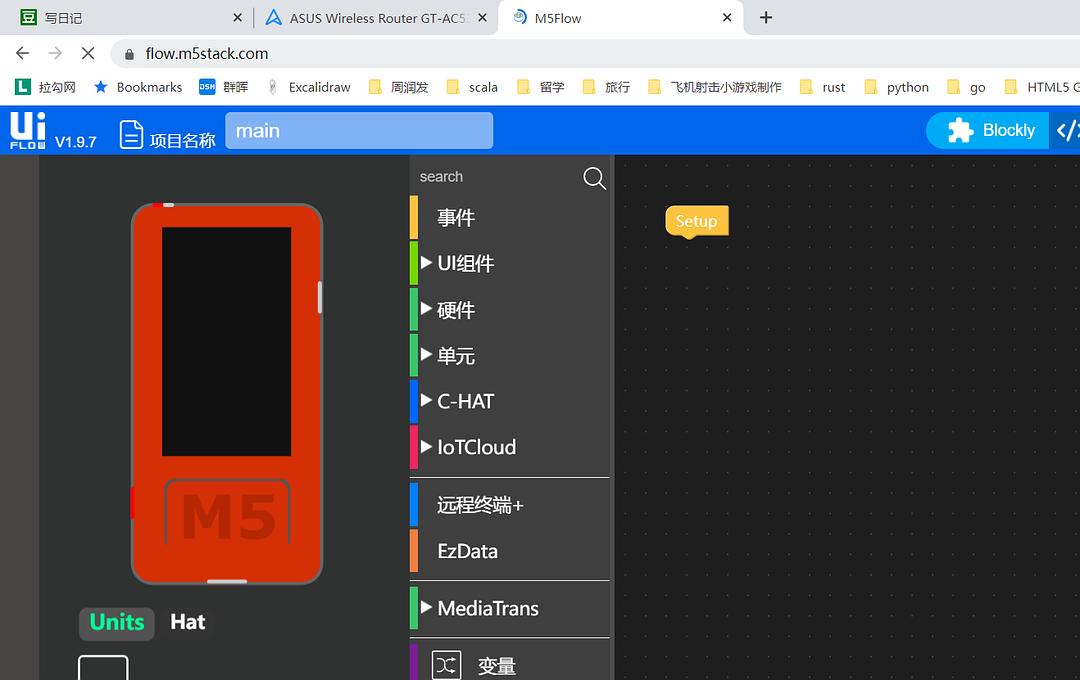 写日记
ASUS Wireless Router GT-AC53
M5Flow
flow.m5stack.com
拉勾网
Bookmarks
DSM 群晖
Excalidraw
周润发
scala
留学
旅行
飞机射击小游戏制作
rust
python
go
HTML5 G
Ui
FLOW
V1.9.7
项目名称
main
Blockly
</>
search
事件
UI组件
硬件
单元
C-HAT
IoTCloud
远程终端+
EzData
MediaTrans
变量
Setup
M5
Units
Hat